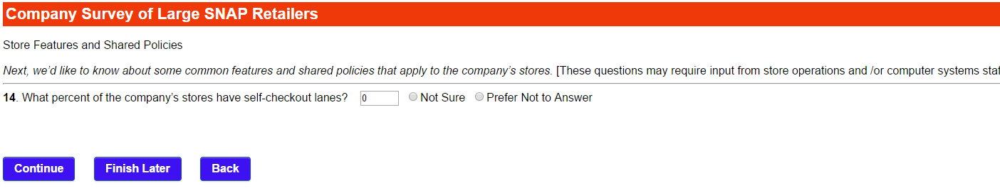 Company Survey of Large SNAP Retailers
Store Features and Shared Policies
Next, we’d like to know about some common features and shared policies that apply to the company’s stores. [These questions may require input from store operations and /or computer systems staf
14. What percent of the company’s stores have self-checkout lanes? 0 Not Sure Prefer Not to Answer
Continue Finish Later Back